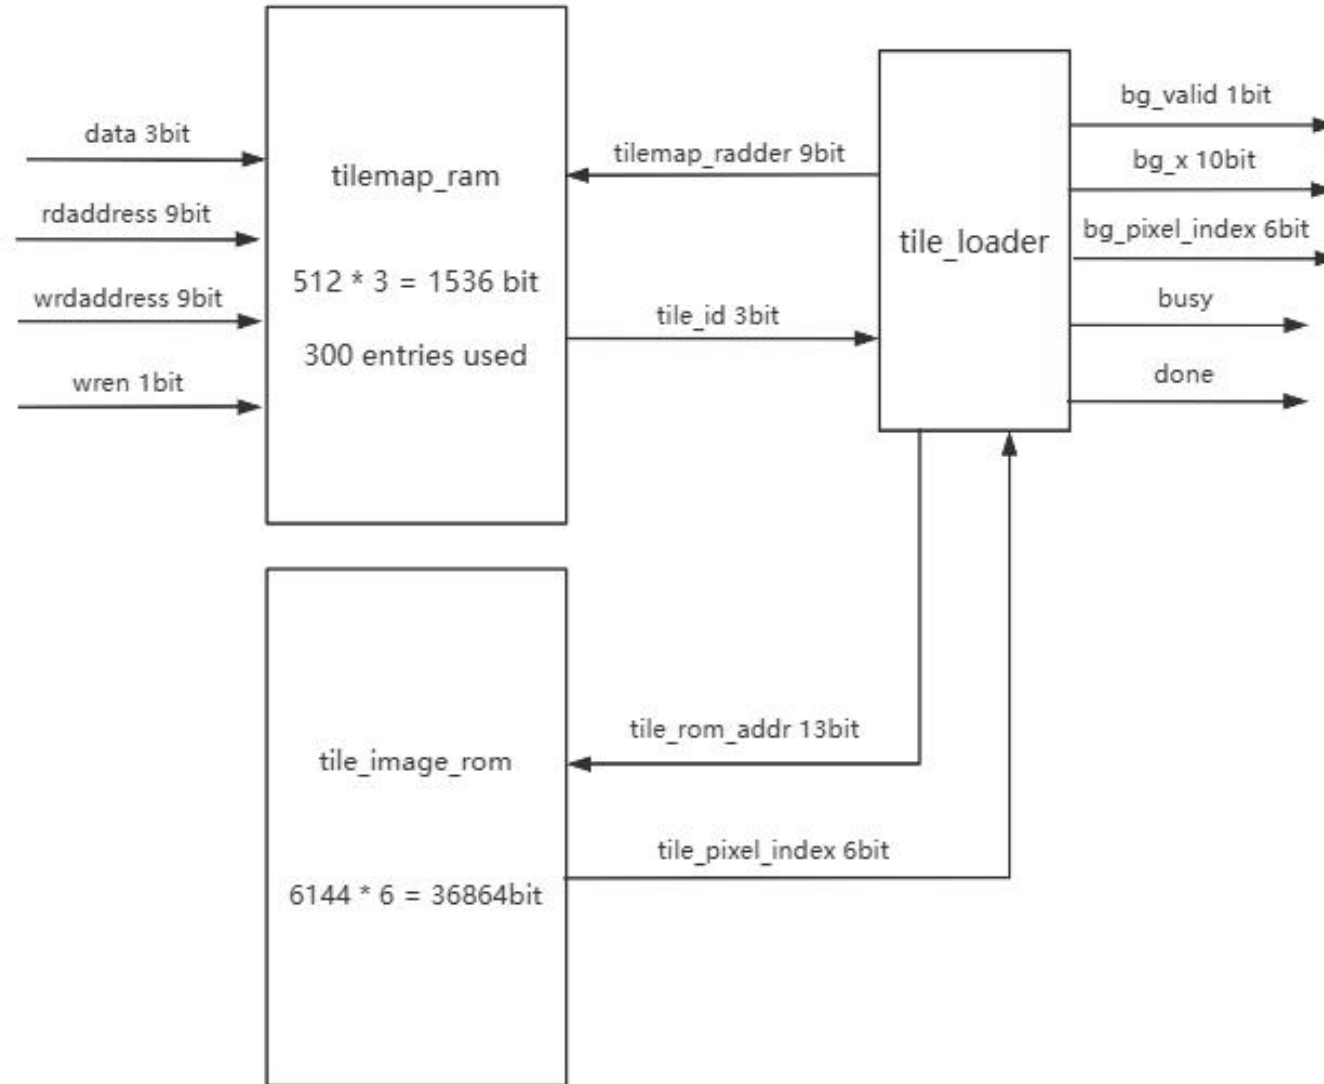 data 3bit
rdaddress 9bit
wrdaddress 9bit
wren 1bit
tilemap_ram
512 * 3 = 1536 bit
300 entries used
tilemap_radder 9bit
tile_id 3bit
tile_loader
bg_valid 1bit
bg_x 10bit
bg_pixel_index 6bit
busy
done
tile_image_rom
6144 * 6 = 36864bit
tile_rom_addr 13bit
tile_pixel_index 6bit